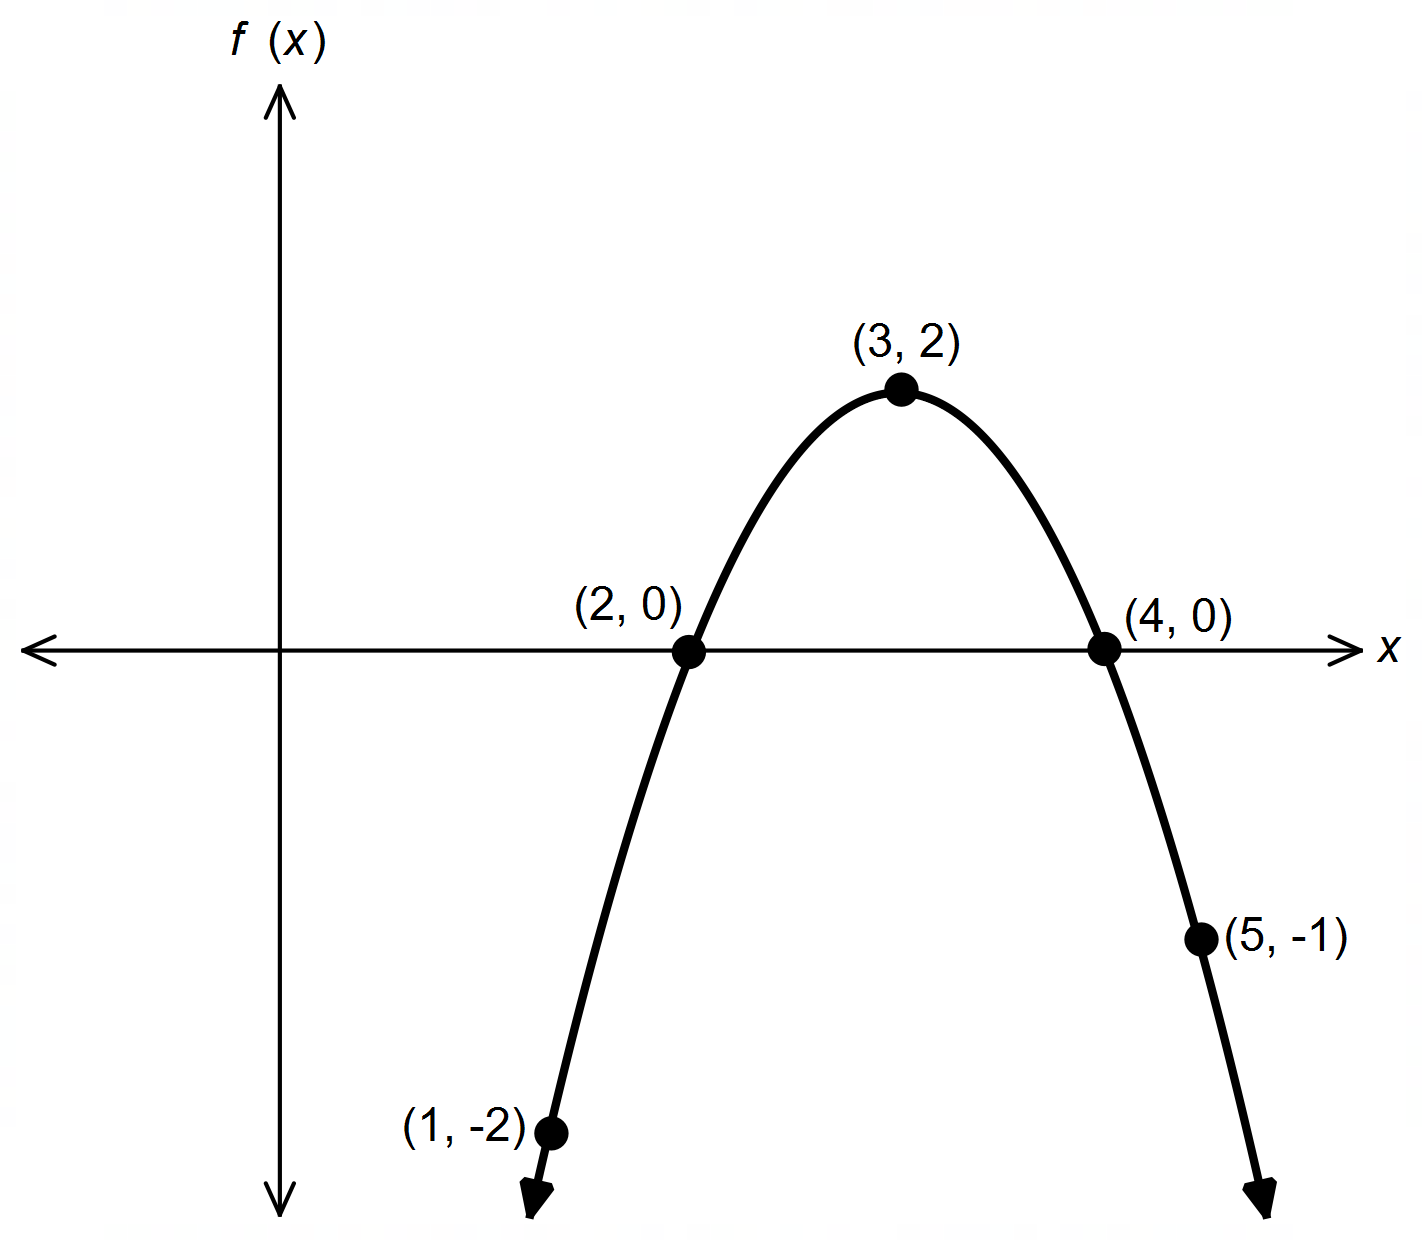 f (x)
(3, 2)
(2, 0)
(4, 0)
x
(5, -1)
(1, -2)